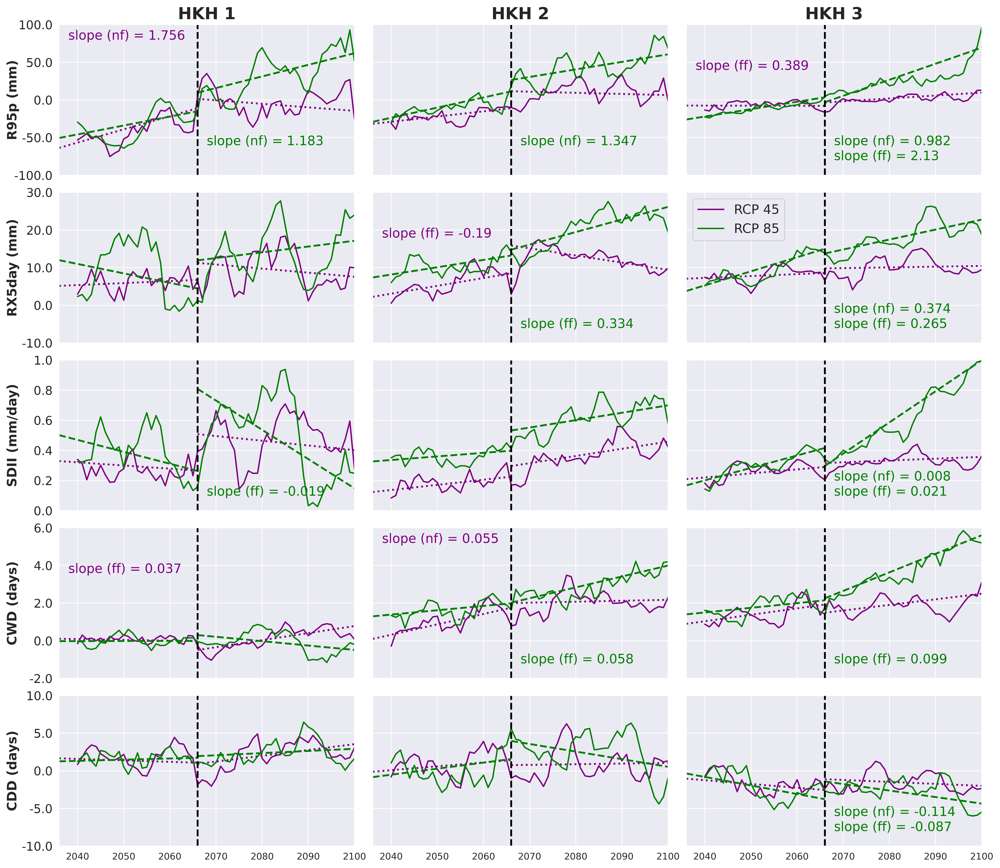 HKH 1 HKH 2 HKH 3
R95p (mm)
100.0
50.0
0.0
-50.0
-100.0
slope (nf) = 1.756
slope (nf) = 1.183
slope (nf) = 1.347
slope (ff) = 0.389
slope (nf) = 0.982
slope (ff) = 2.13
RX5day (mm)
30.0
20.0
10.0
0.0
-10.0
slope (ff) = -0.19
slope (ff) = 0.334
RCP 45
RCP 85
slope (nf) = 0.374
slope (ff) = 0.265
SDII (mm/day)
1.0
0.8
0.6
0.4
0.2
0.0
slope (ff) = -0.019
slope (nf) = 0.008
slope (ff) = 0.021
CWD (days)
6.0
4.0
2.0
0.0
-2.0
slope (ff) = 0.037
slope (nf) = 0.055
slope (ff) = 0.058
slope (ff) = 0.099
CDD (days)
10.0
5.0
0.0
-5.0
-10.0
slope (nf) = -0.114
slope (ff) = -0.087
2040 2050 2060 2070 2080 2090 2100 2040 2050 2060 2070 2080 2090 2100 2040 2050 2060 2070 2080 2090 2100